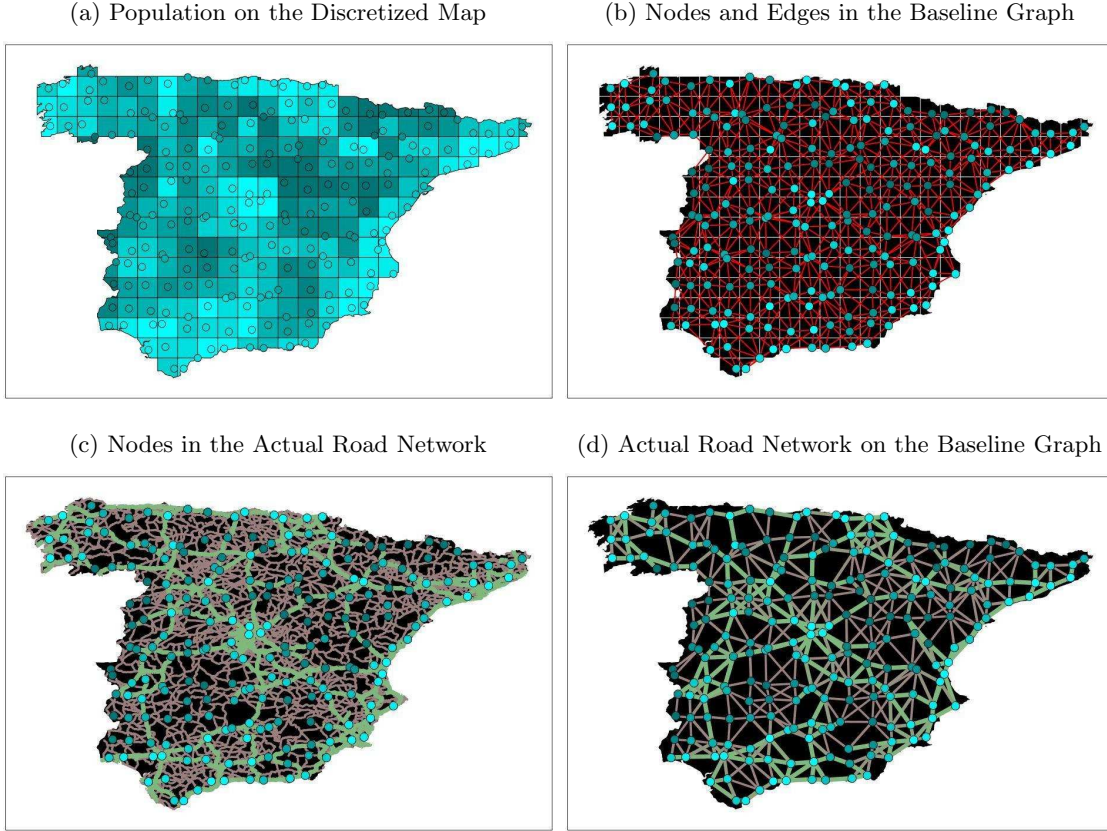 (a) Population on the Discretized Map
(b) Nodes and Edges in the Baseline Graph
(c) Nodes in the Actual Road Network
(d) Actual Road Network on the Baseline Graph